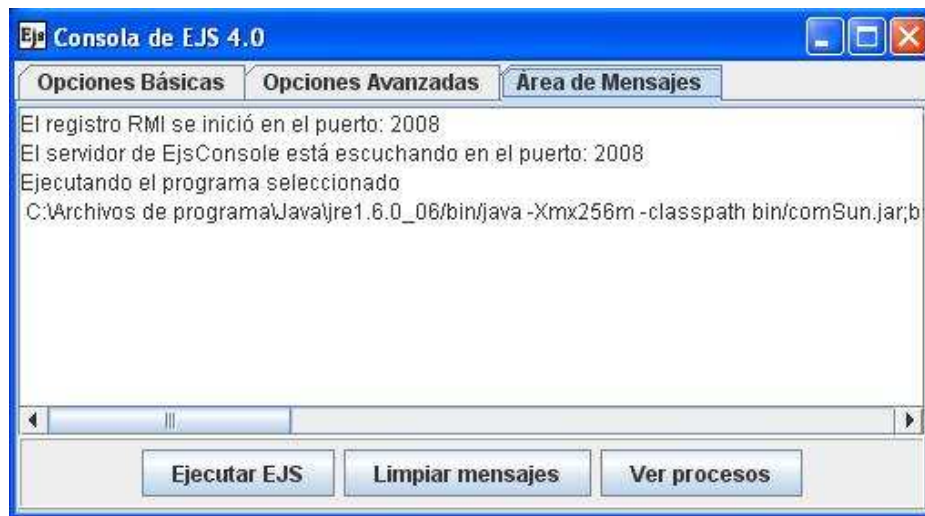 Ejs Consola de EJS 4.0
Opciones Básicas Opciones Avanzadas Área de Mensajes
El registro RMI se inició en el puerto: 2008
El servidor de EjsConsole está escuchando en el puerto: 2008
Ejecutando el programa seleccionado
C:\Archivos de programa\Java\jre1.6.0_06/bin/java -Xmx256m -classpath bin/comSun.jar;b
Ejecutar EJS Limpiar mensajes Ver procesos